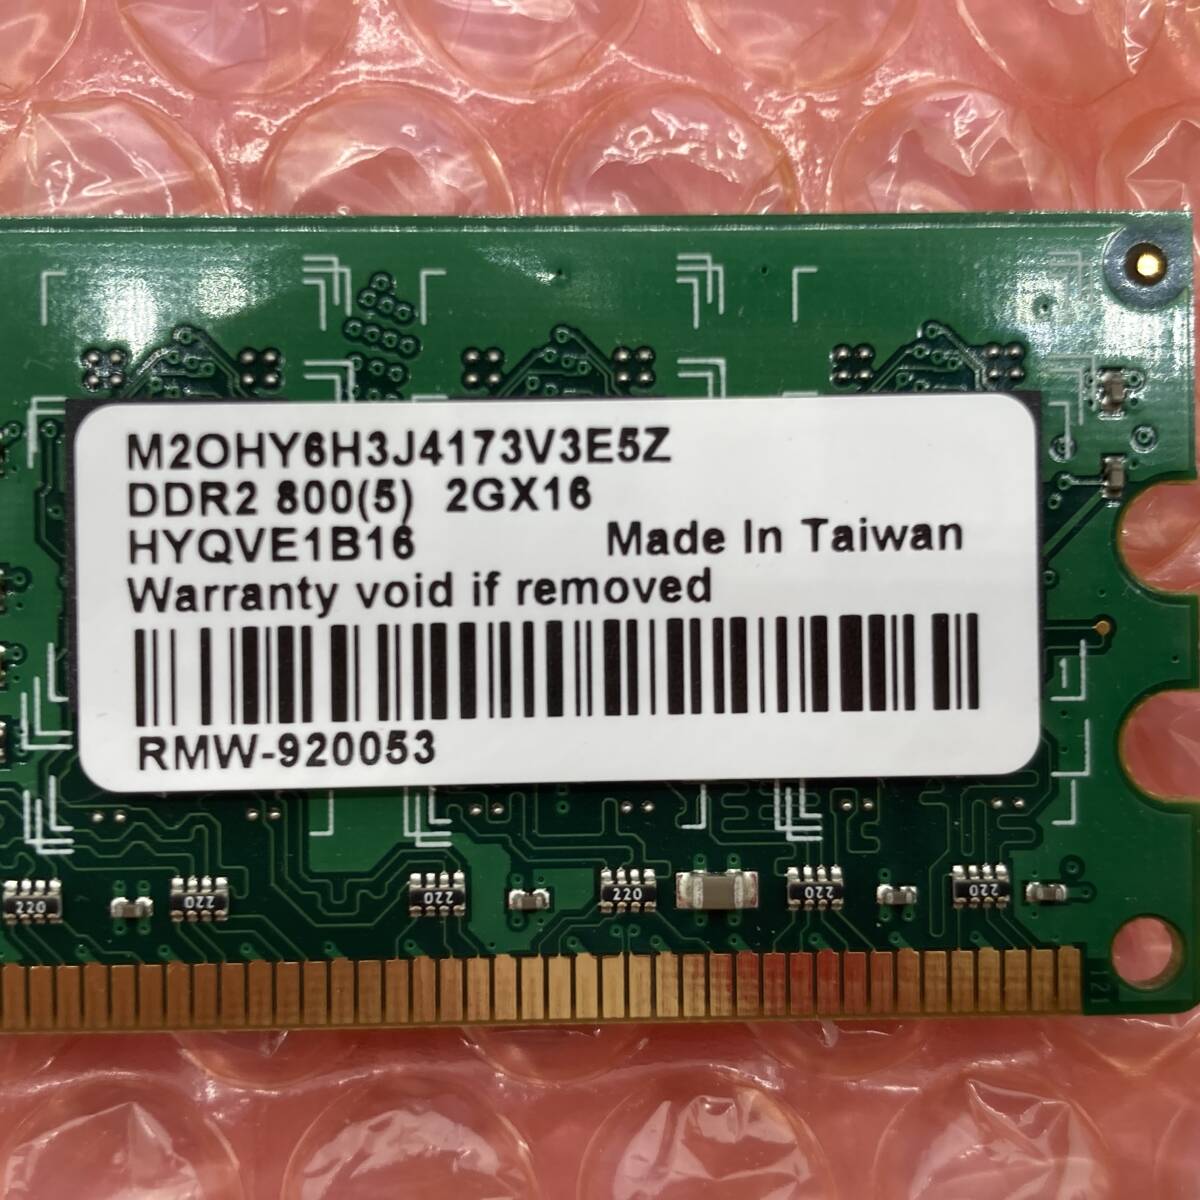 M2OHY6H3J4173V3E5Z
DDR2 800(5) 2GX16
HYQVE1B16 Made In Taiwan
Warranty void if removed
RMW-920053
220 220 220 220 220 220
121